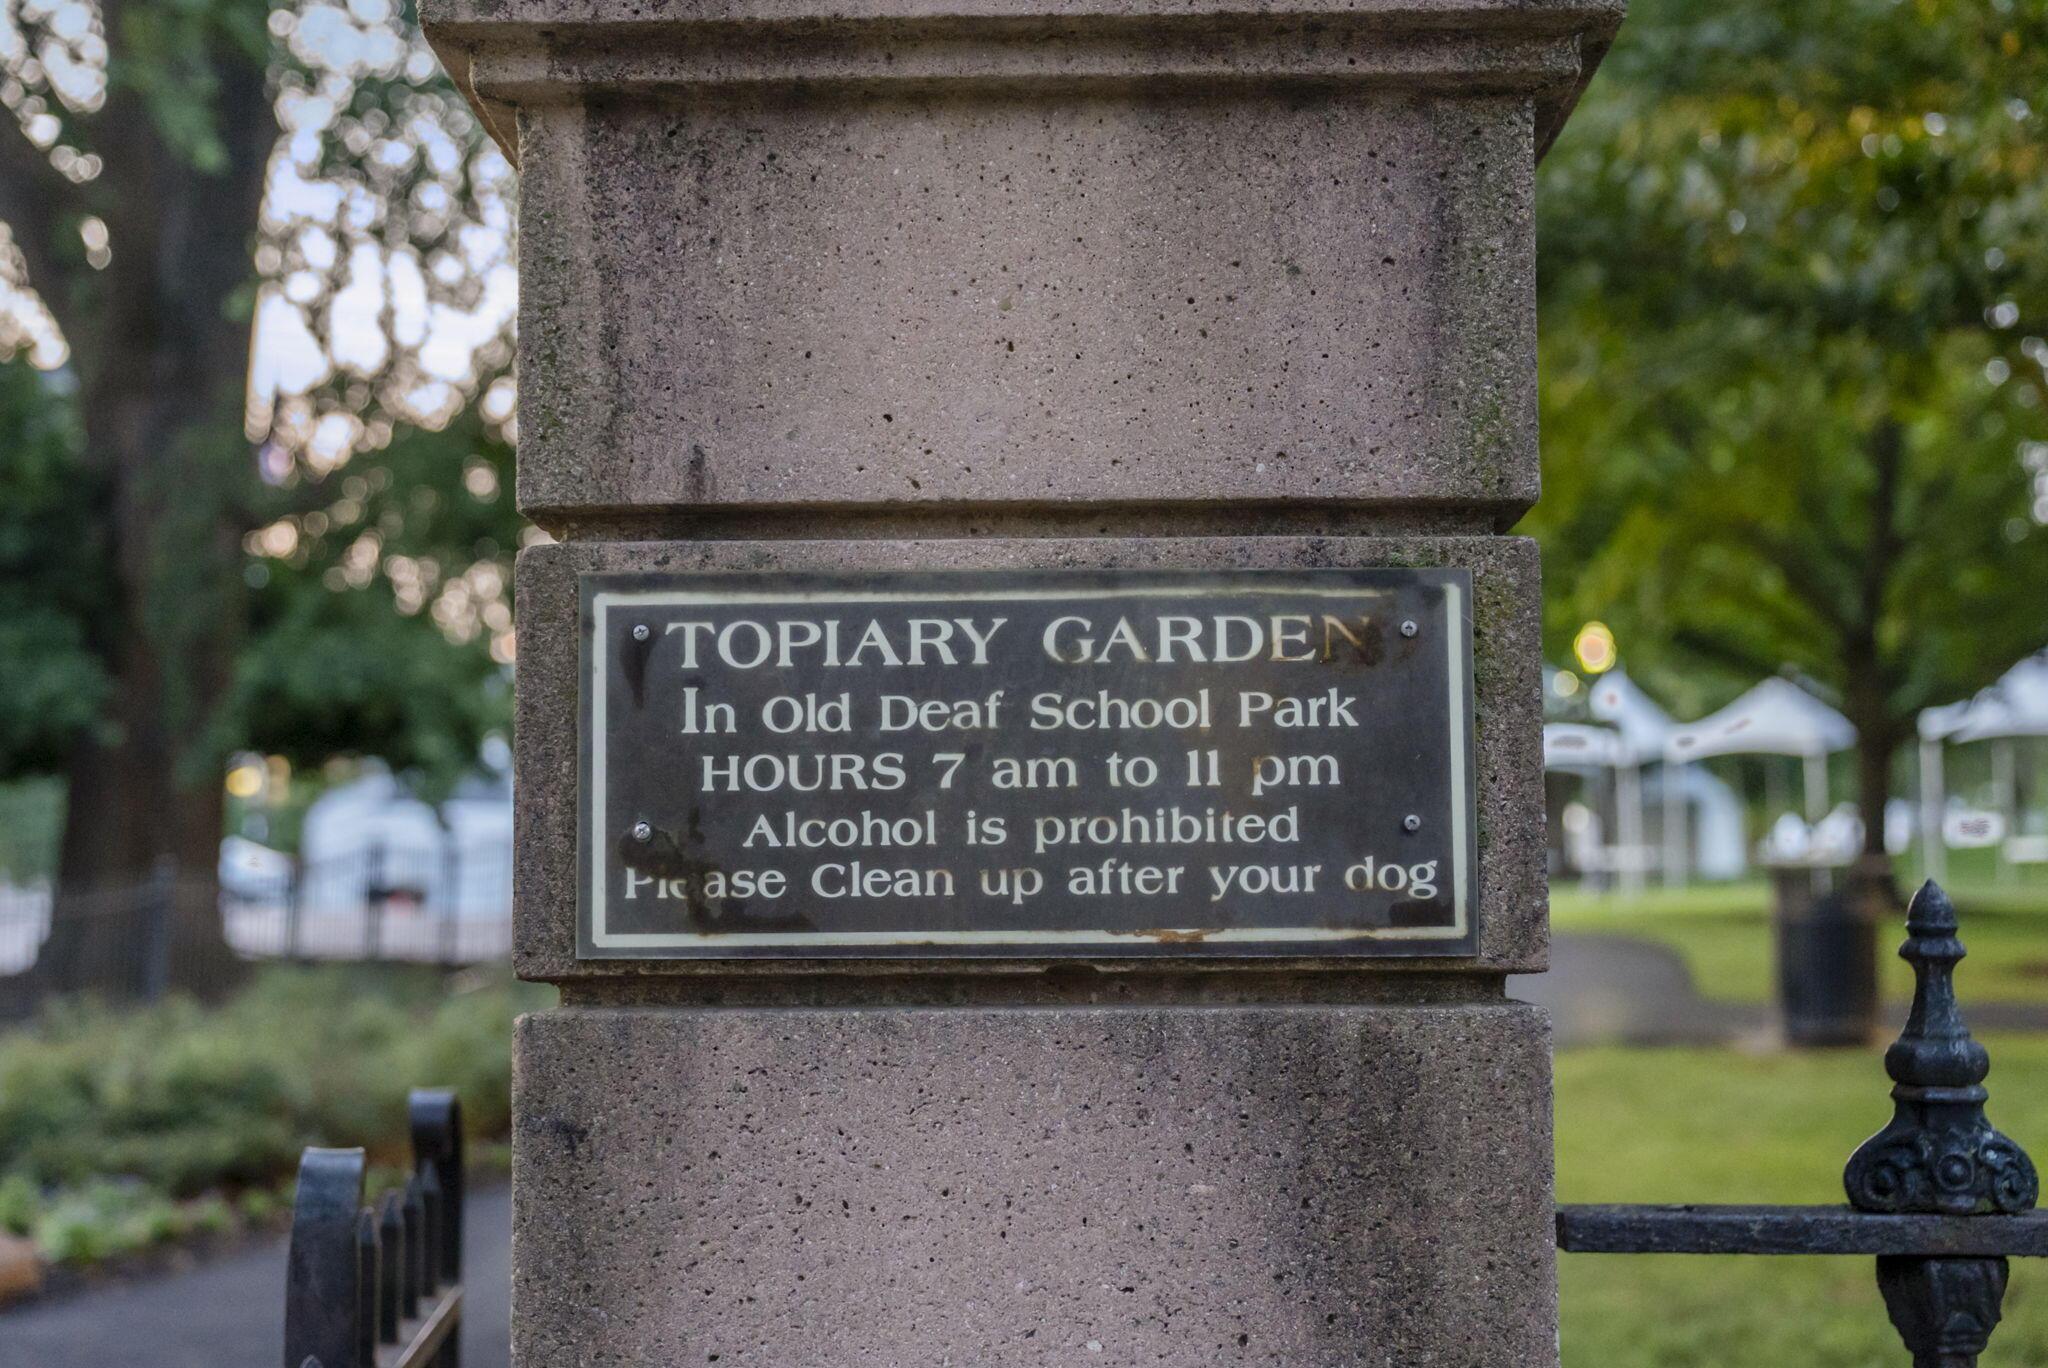 TOPIARY GARDEN
In Old Deaf School Park
HOURS 7 am to 11 pm
Alcohol is prohibited
Please Clean up after your dog